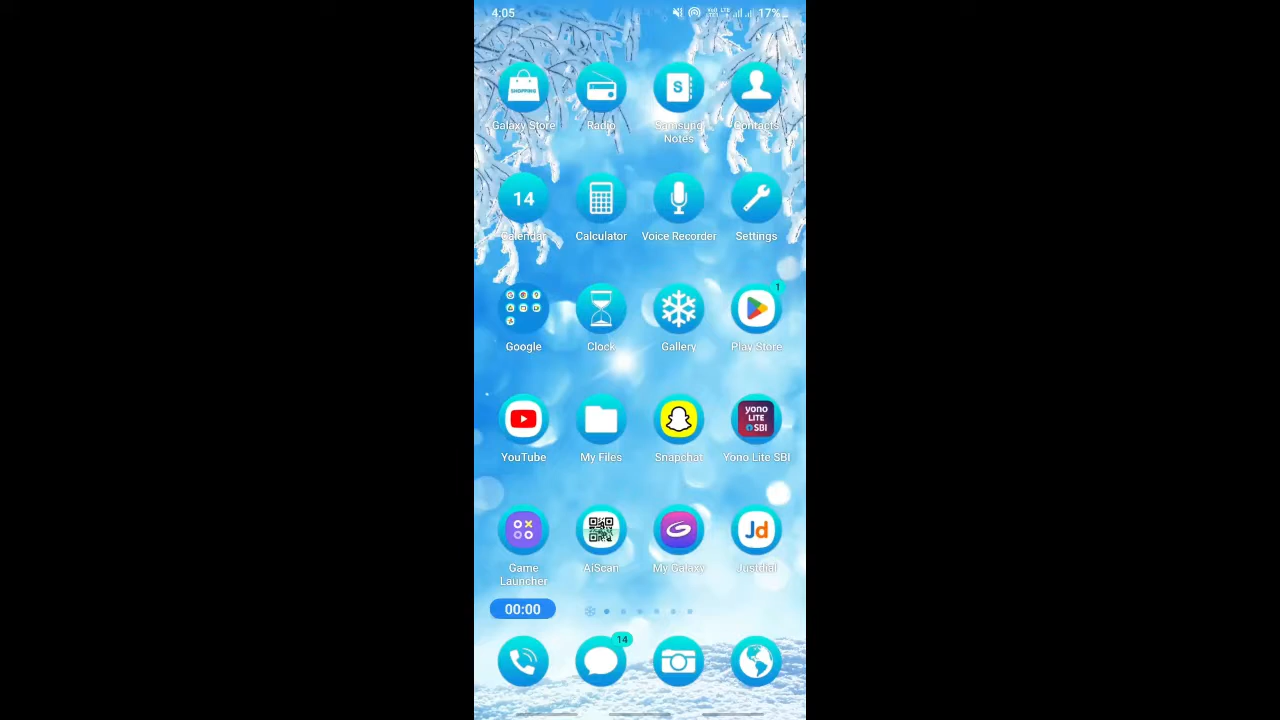 4:05
17%
SHOPPING
S
Galaxy Store Radio Samsung Notes Contacts
14
Calendar Calculator Voice Recorder Settings
1
Google Clock Gallery Play Store
yono
LITE
SBI
YouTube My Files Snapchat Yono Lite SBI
Jd
Game Launcher AiScan My Galaxy Justdial
00:00
14